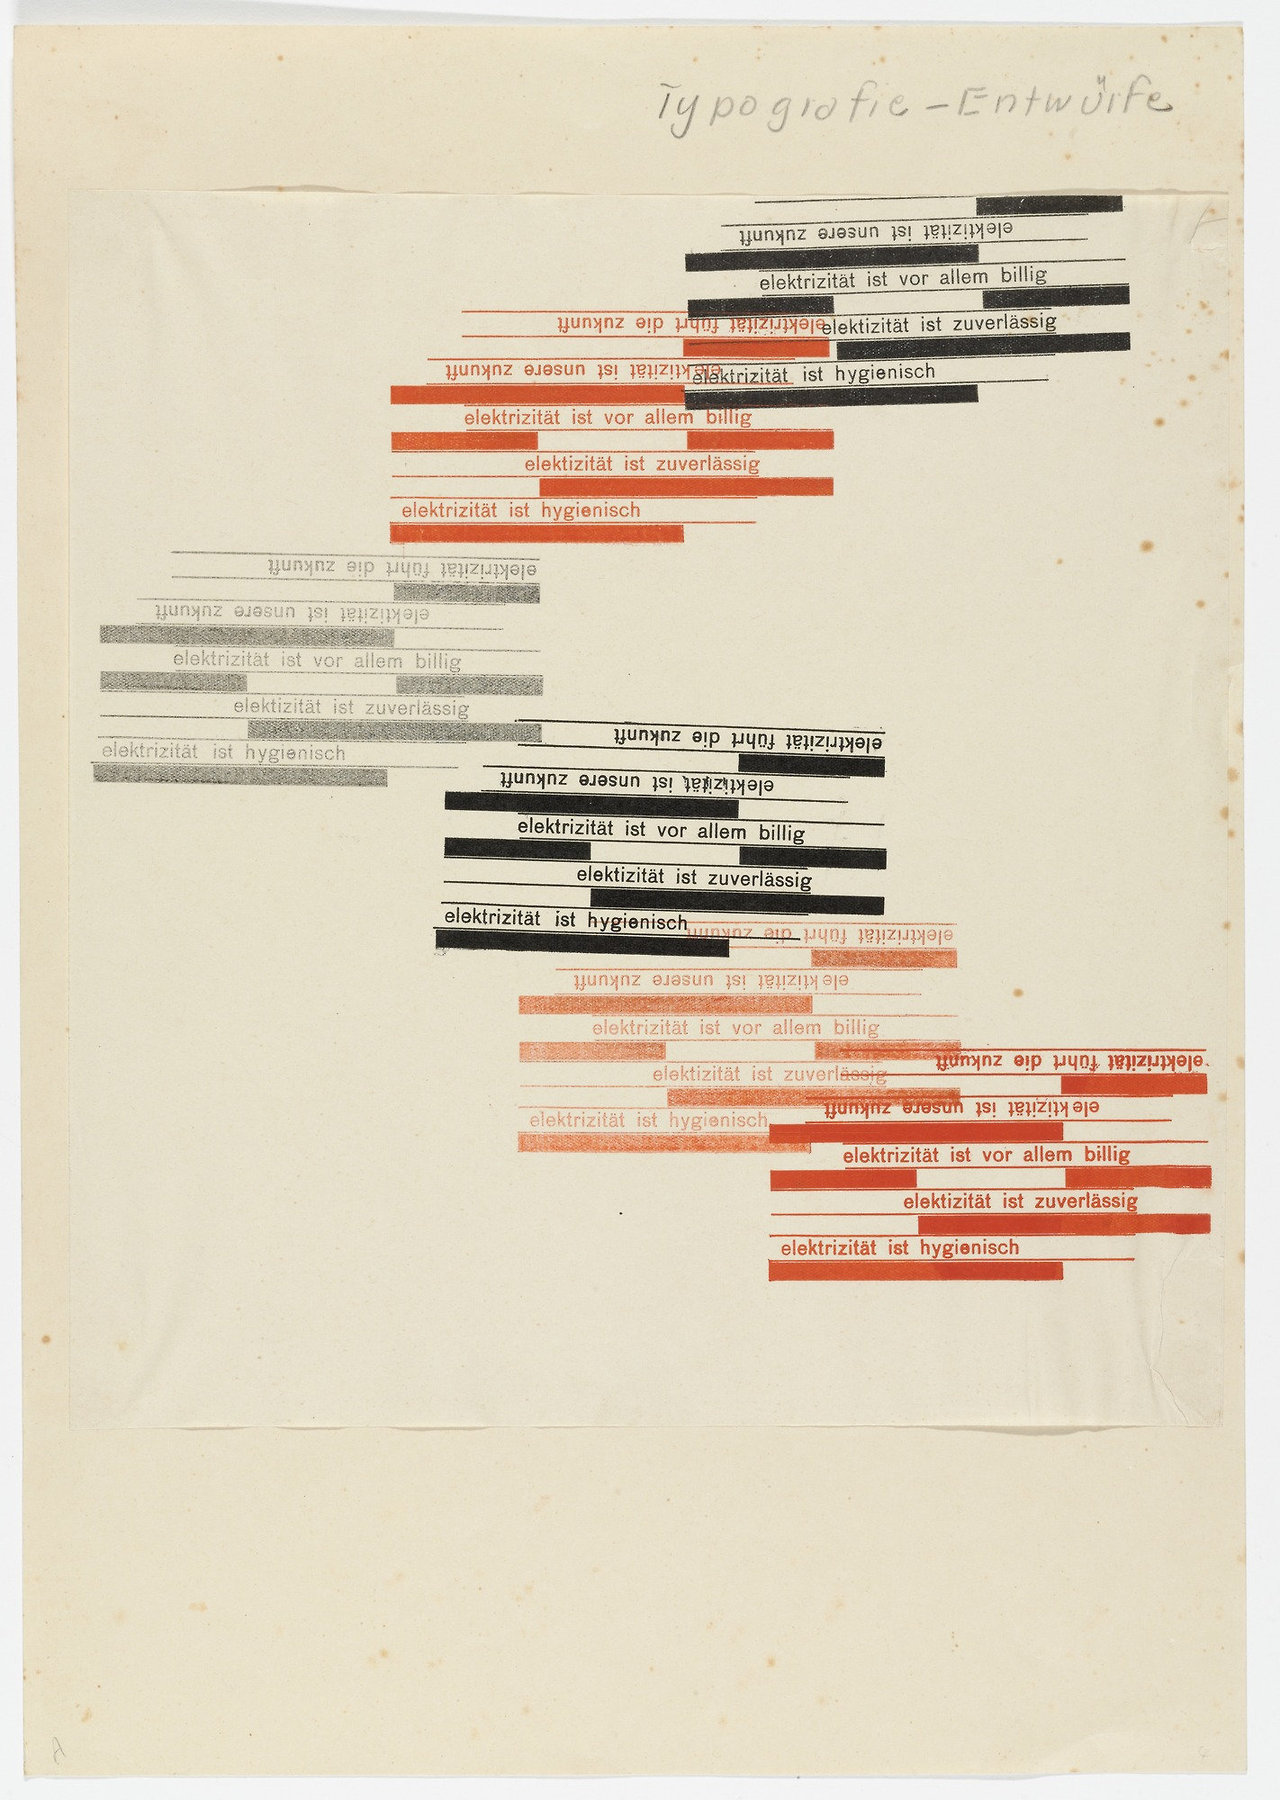 Typografie – Entwürfe
elektizität ist unsere zukunft
elektrizität ist vor allem billig
elektizität ist zuverlässig
elektrizität ist hygienisch
elektrizität führt die zukunft
elektizität ist unsere zukunft
elektrizität ist vor allem billig
elektizität ist zuverlässig
elektrizität ist hygienisch
elektrizität führt die zukunft
elektizität ist unsere zukunft
elektrizität ist vor allem billig
elektizität ist zuverlässig
elektrizität ist hygienisch
elektrizität führt die zukunft
elektizität ist unsere zukunft
elektrizität ist vor allem billig
elektizität ist zuverlässig
elektrizität ist hygienisch
elektrizität führt die zukunft
elektizität ist unsere zukunft
elektrizität ist vor allem billig
elektizität ist zuverlässig
elektrizität ist hygienisch
elektrizität führt die zukunft
elektizität ist unsere zukunft
elektrizität ist vor allem billig
elektizität ist zuverlässig
elektrizität ist hygienisch